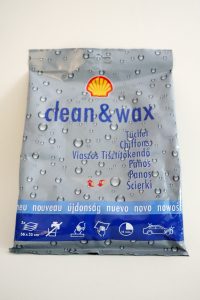 clean & wax
Tücher
Chiffons
Viaszos Tisztítókendő
Paños
Panos
Ścierki
neu nouveau újdonság nuevo novo nowość